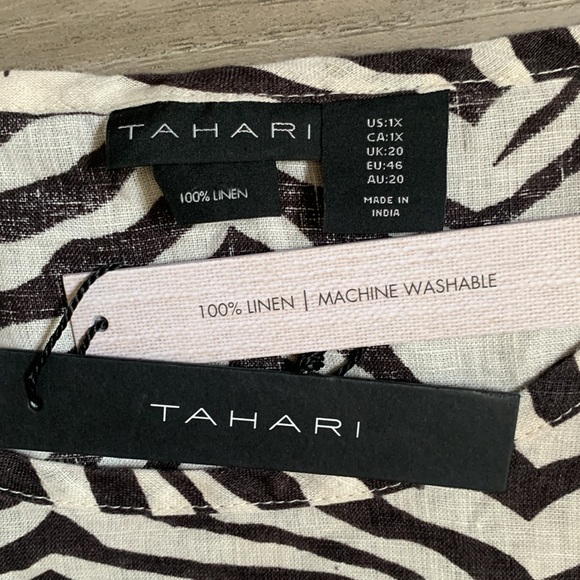 TAHARI
100% LINEN
US:1X
CA:1X
UK:20
EU:46
AU:20
MADE IN
INDIA
100% LINEN | MACHINE WASHABLE
TAHARI